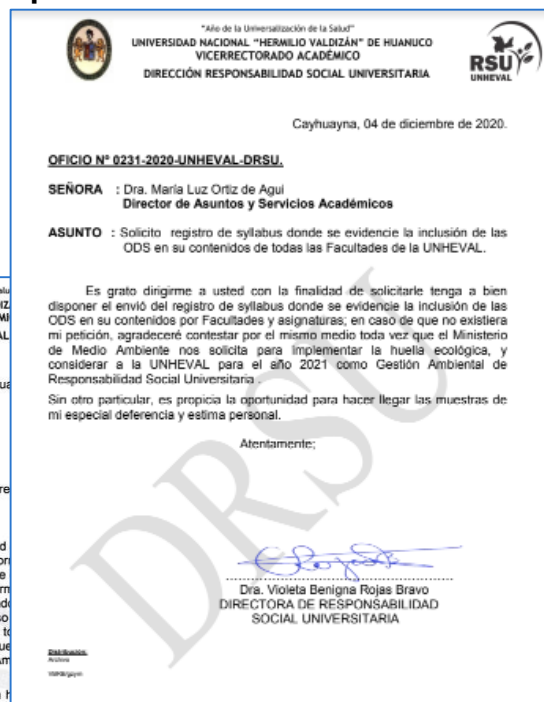 "Año de la Universalización de la Salud"
UNIVERSIDAD NACIONAL "HERMILIO VALDIZÁN" DE HUANUCO
VICERRECTORADO ACADÉMICO
DIRECCIÓN RESPONSABILIDAD SOCIAL UNIVERSITARIA
RSU
UNHEVAL
Cayhuayna, 04 de diciembre de 2020.
OFICIO Nº 0231-2020-UNHEVAL-DRSU.
SEÑORA : Dra. María Luz Ortiz de Agui
Director de Asuntos y Servicios Académicos
ASUNTO : Solicito registro de syllabus donde se evidencie la inclusión de las
ODS en su contenidos de todas las Facultades de la UNHEVAL.
Es grato dirigirme a usted con la finalidad de solicitarle tenga a bien
disponer el envió del registro de syllabus donde se evidencie la inclusión de las
ODS en su contenidos por Facultades y asignaturas; en caso de que no existiera
mi petición, agradeceré contestar por el mismo medio toda vez que el Ministerio
de Medio Ambiente nos solicita para implementar la huella ecológica, y
considerar a la UNHEVAL para el año 2021 como Gestión Ambiental de
Responsabilidad Social Universitaria .
Sin otro particular, es propicia la oportunidad para hacer llegar las muestras de
mi especial deferencia y estima personal.
Atentamente;
DRSU
Dra. Violeta Benigna Rojas Bravo
DIRECTORA DE RESPONSABILIDAD
SOCIAL UNIVERSITARIA
Distribución.
Archivo